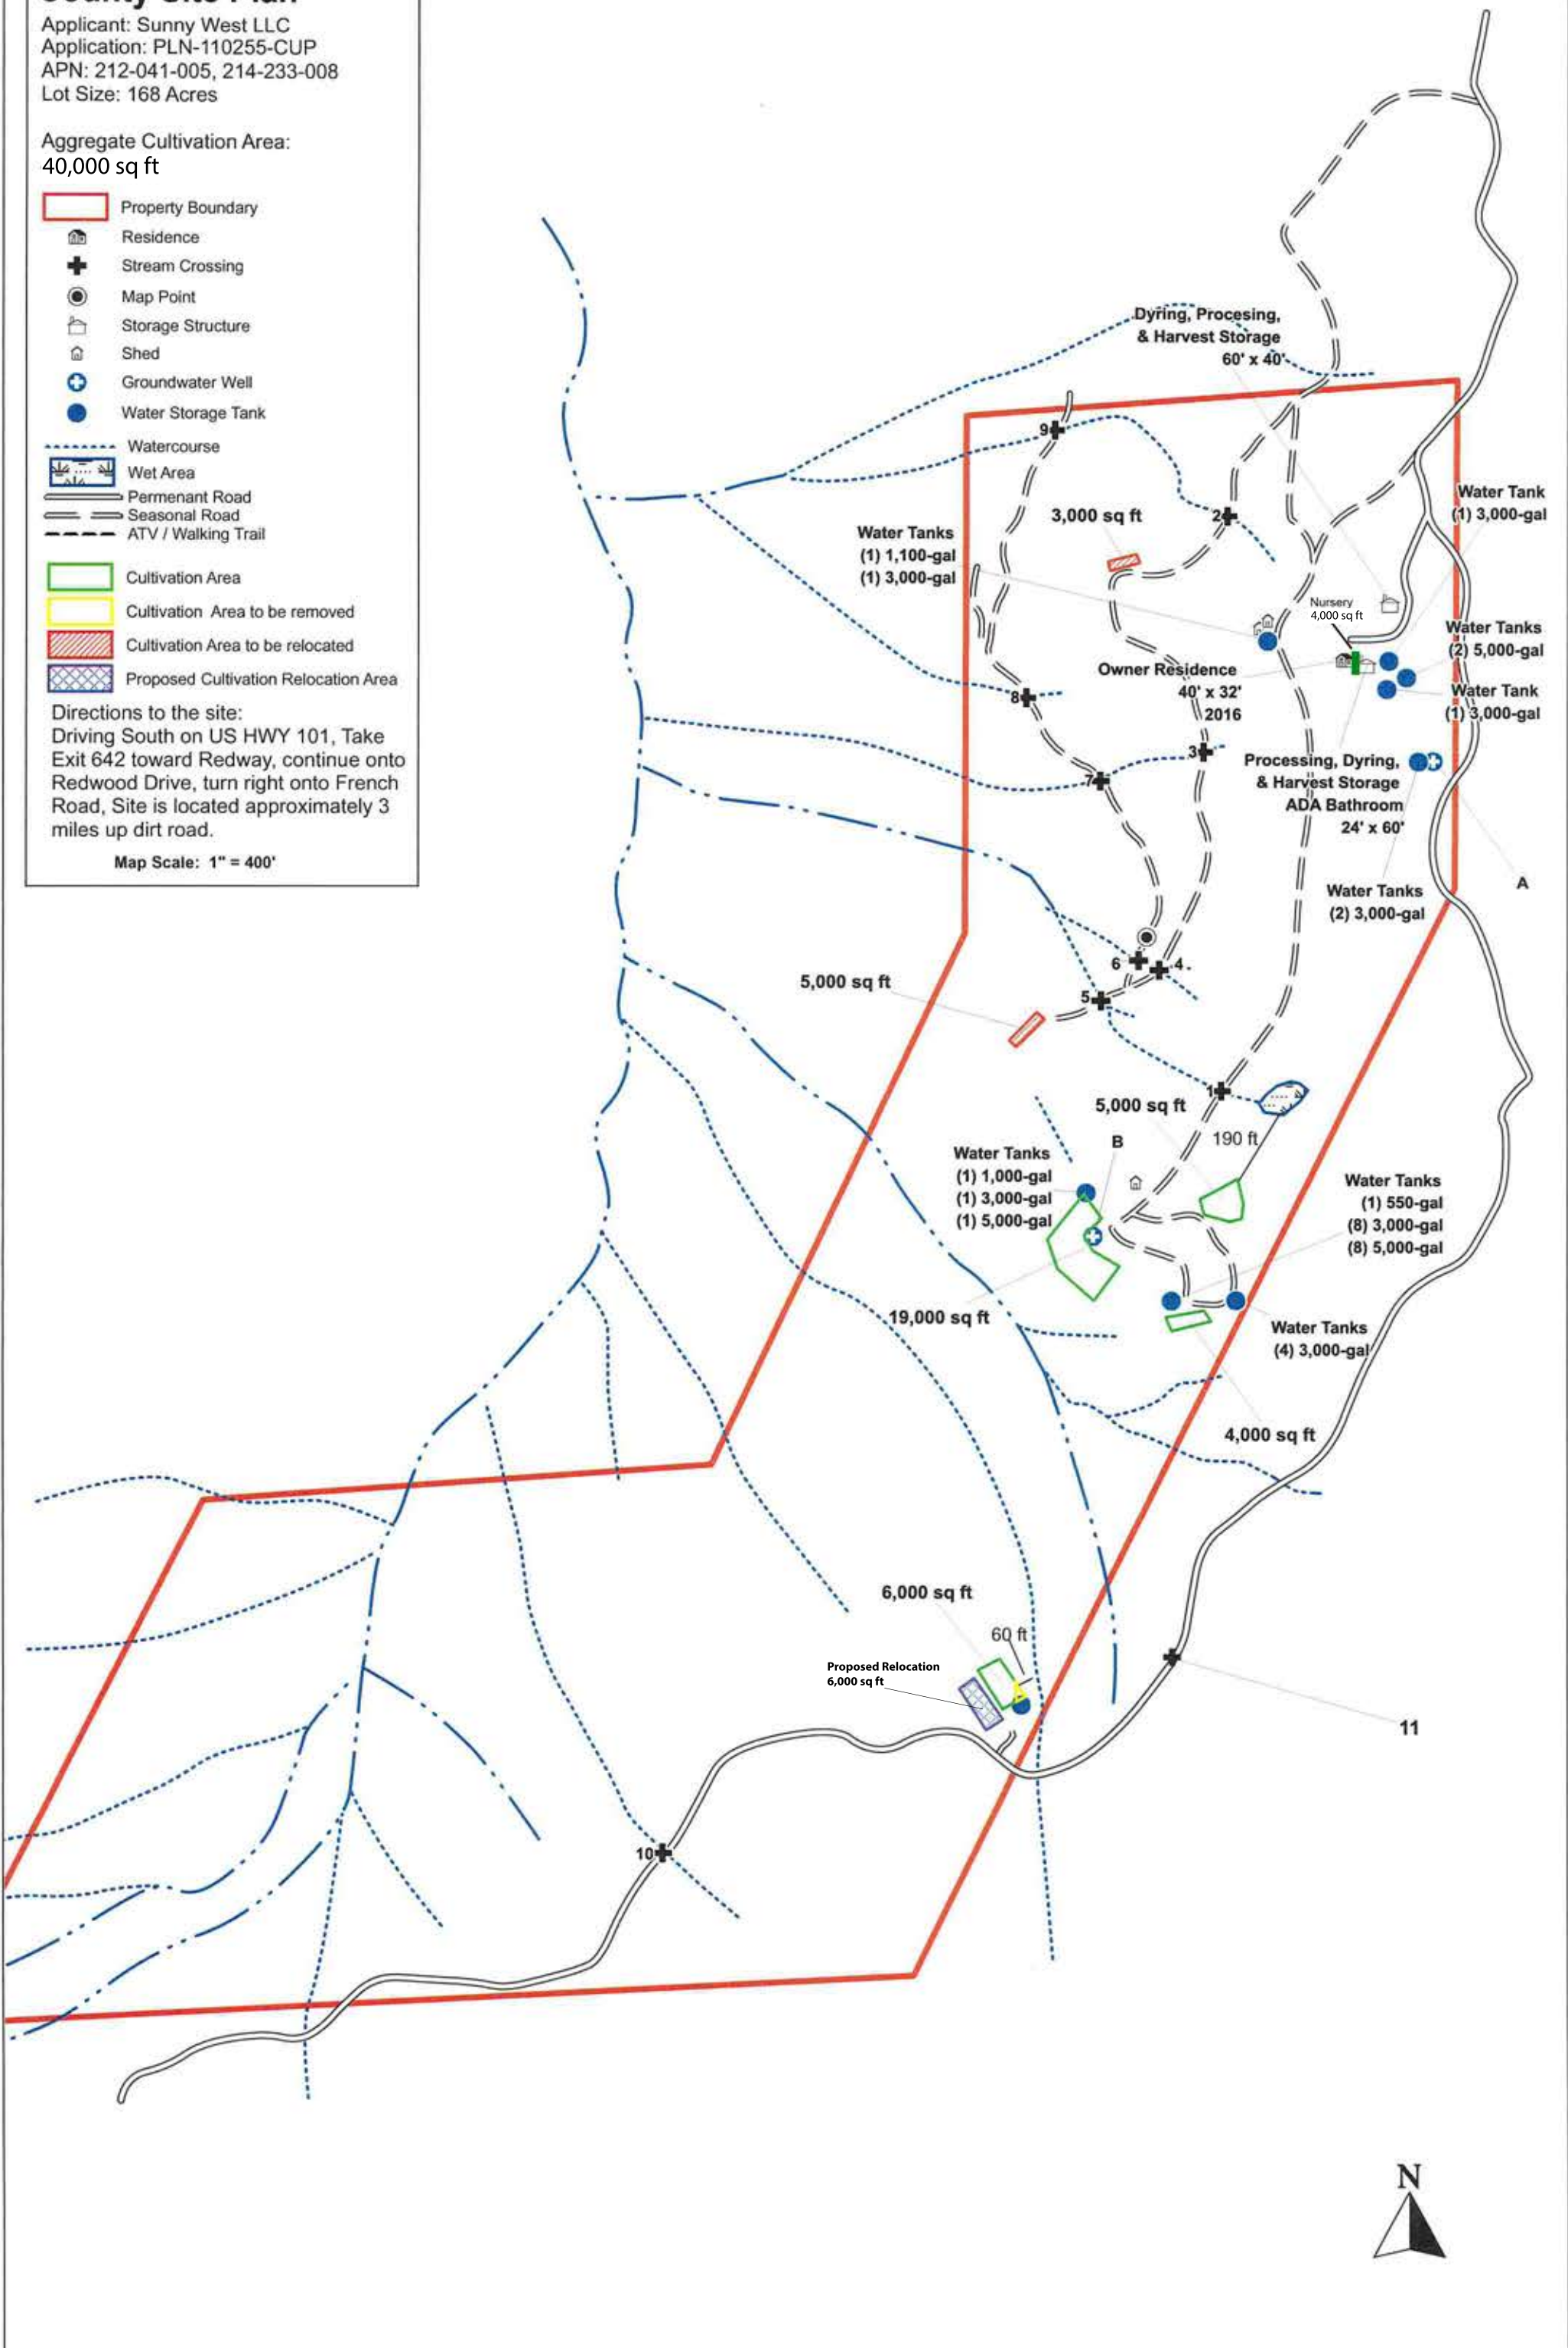 County Site Plan
Applicant: Sunny West LLC
Application: PLN-110255-CUP
APN: 212-041-005, 214-233-008
Lot Size: 168 Acres
Aggregate Cultivation Area:
40,000 sq ft
Property Boundary
Residence
Stream Crossing
Map Point
Storage Structure
Shed
Groundwater Well
Water Storage Tank
Watercourse
Wet Area
Permenant Road
Seasonal Road
ATV / Walking Trail
Cultivation Area
Cultivation Area to be removed
Cultivation Area to be relocated
Proposed Cultivation Relocation Area
Directions to the site:
Driving South on US HWY 101, Take
Exit 642 toward Redway, continue onto
Redwood Drive, turn right onto French
Road, Site is located approximately 3
miles up dirt road.
Map Scale: 1" = 400'
Dyring, Procesing,
& Harvest Storage
60' x 40'
9
2
3,000 sq ft
Water Tank
(1) 3,000-gal
Water Tanks
(1) 1,100-gal
(1) 3,000-gal
Nursery
4,000 sq ft
Water Tanks
(2) 5,000-gal
Owner Residence
40' x 32'
2016
Water Tank
(1) 3,000-gal
8
3
7
Processing, Dyring,
& Harvest Storage
ADA Bathroom
24' x 60'
A
Water Tanks
(2) 3,000-gal
6
4
5
5,000 sq ft
1
5,000 sq ft
190 ft
B
Water Tanks
(1) 1,000-gal
(1) 3,000-gal
(1) 5,000-gal
Water Tanks
(1) 550-gal
(8) 3,000-gal
(8) 5,000-gal
19,000 sq ft
Water Tanks
(4) 3,000-gal
4,000 sq ft
6,000 sq ft
60 ft
Proposed Relocation
6,000 sq ft
11
10
N